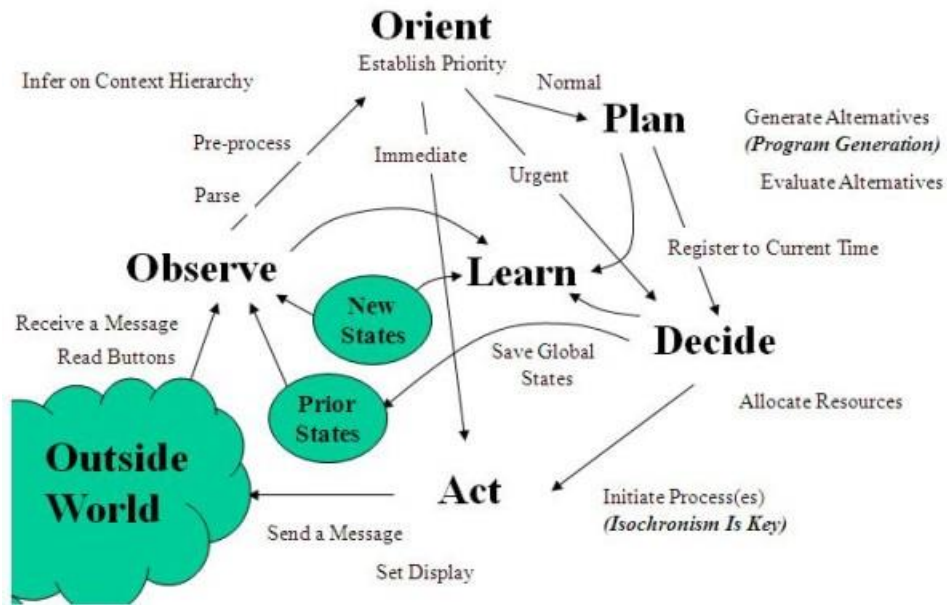 Orient
Establish Priority
Infer on Context Hierarchy
Normal
Plan
Generate Alternatives
(Program Generation)
Evaluate Alternatives
Pre-process
Immediate
Urgent
Parse
Register to Current Time
Observe
Learn
New
States
Receive a Message
Read Buttons
Save Global
States
Decide
Prior
States
Allocate Resources
Outside
World
Act
Initiate Process(es)
(Isochronism Is Key)
Send a Message
Set Display